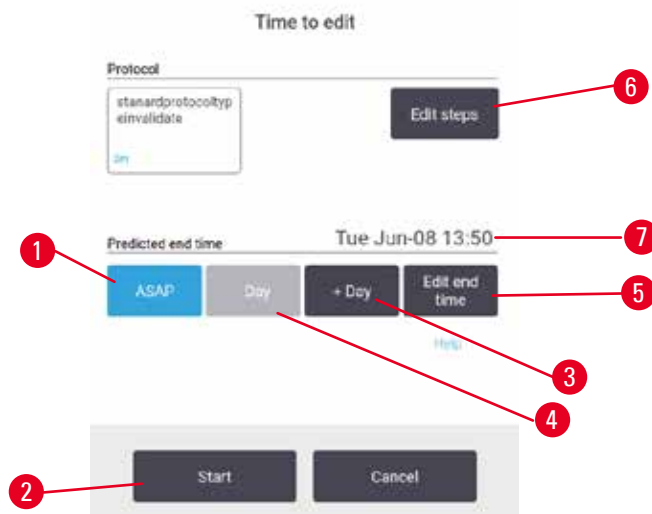 Time to edit
Protocol
stanardprotocoltyp
einvalidate
6
Edit steps
1
Predicted end time
Tue Jun-08 13:50
7
ASAP
Day
+ Day
Edit end
time
5
Help
3
4
Start
Cancel
2